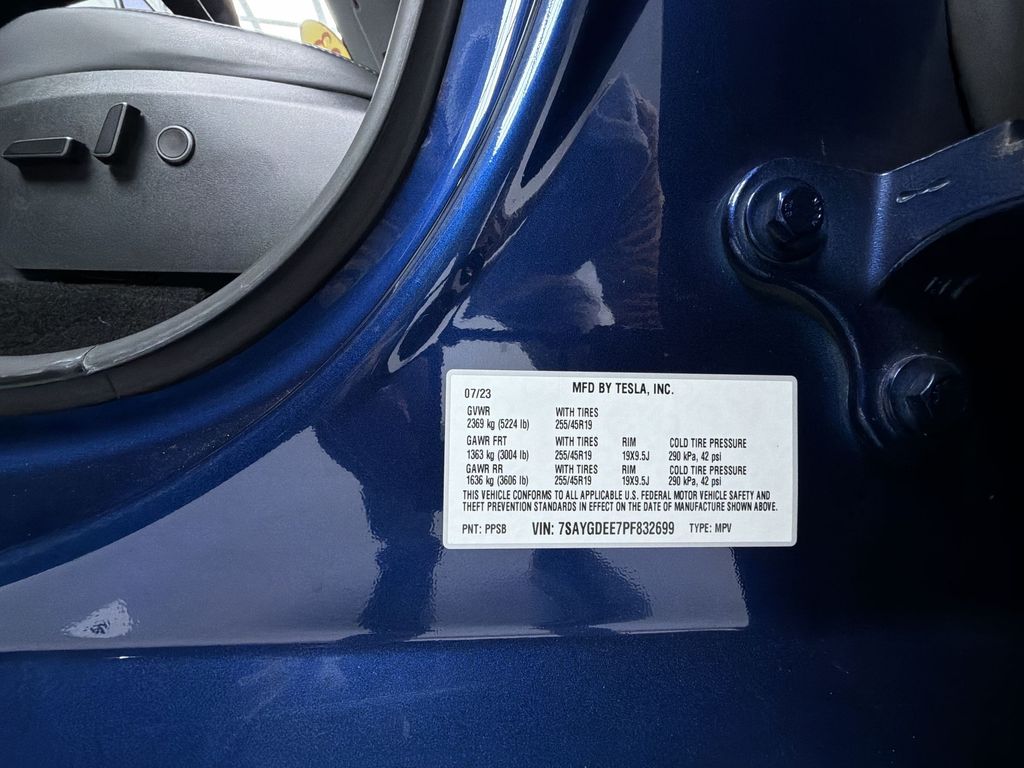 07/23 MFD BY TESLA, INC.
GVWR WITH TIRES
2369 kg (5224 lb) 255/45R19
GAWR FRT WITH TIRES RIM COLD TIRE PRESSURE
1363 kg (3004 lb) 255/45R19 19X9.5J 290 kPa, 42 psi
GAWR RR WITH TIRES RIM COLD TIRE PRESSURE
1636 kg (3606 lb) 255/45R19 19X9.5J 290 kPa, 42 psi
THIS VEHICLE CONFORMS TO ALL APPLICABLE U.S. FEDERAL MOTOR VEHICLE SAFETY AND
THEFT PREVENTION STANDARDS IN EFFECT ON THE DATE OF MANUFACTURE SHOWN ABOVE.
PNT: PPSB VIN: 7SAYGDEE7PF832699 TYPE: MPV